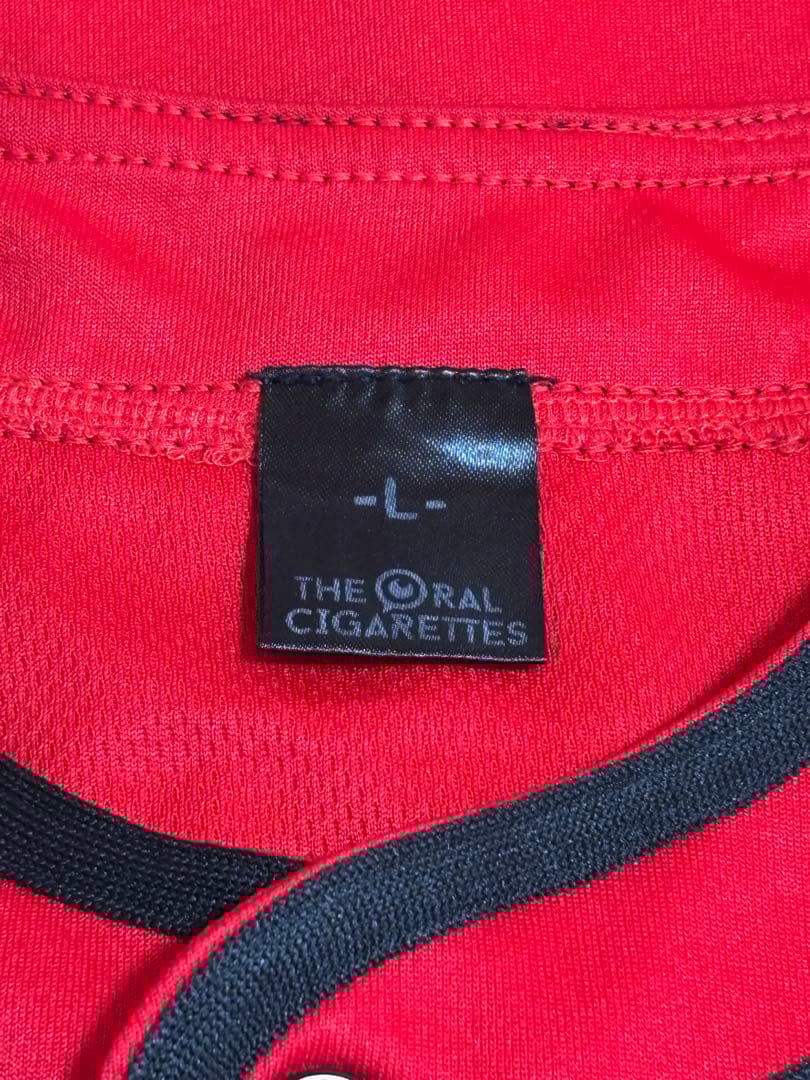 -L-
THE ORAL
CIGARETTES